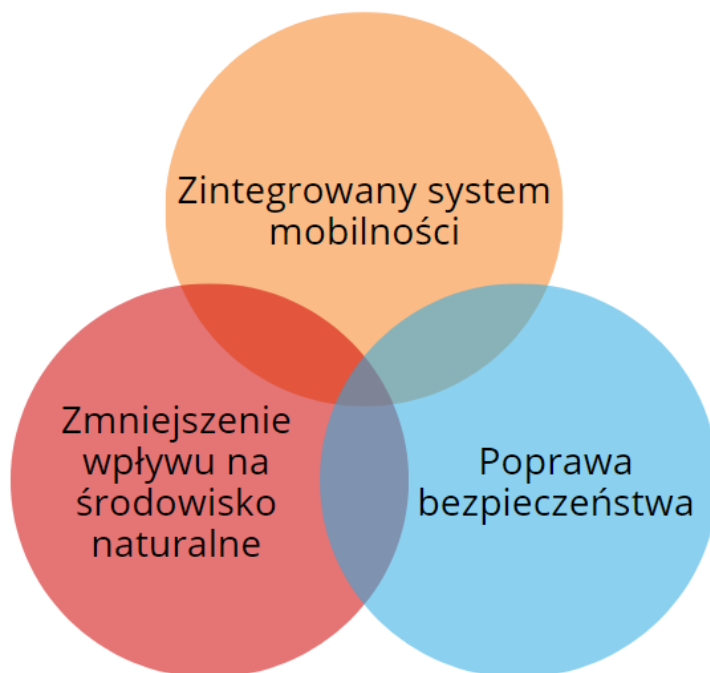 Zintegrowany system
mobilności
Zmniejszenie
wpływu na
środowisko
naturalne
Poprawa
bezpieczeństwa